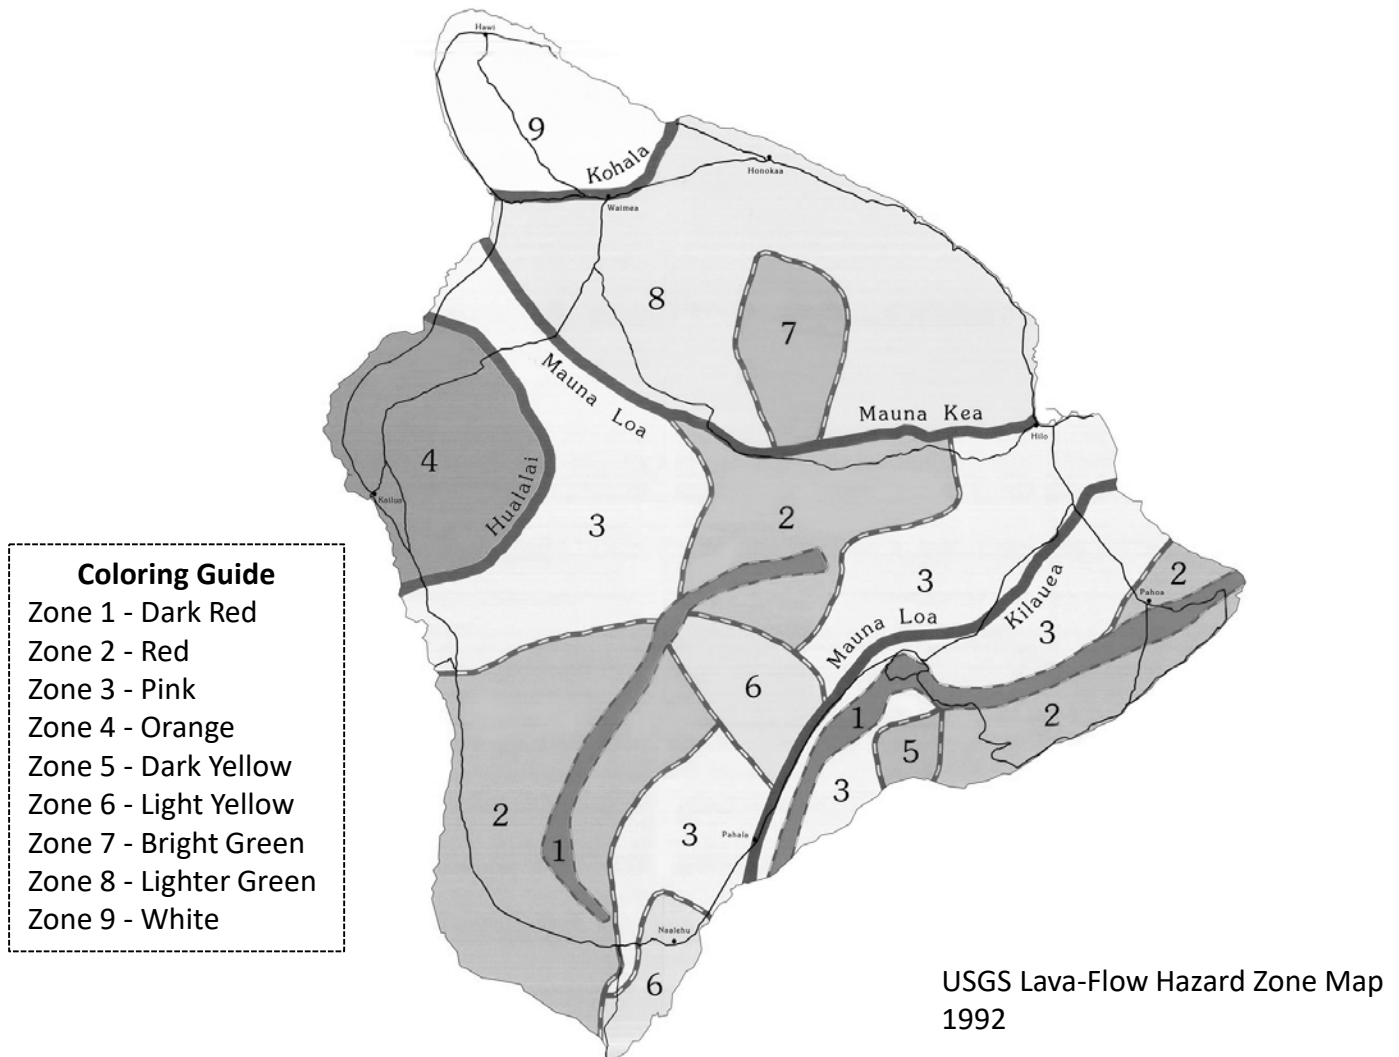 Hawi
9
Kohala
Honokaa
Waimea
8
7
Mauna Loa
Mauna Kea
Hilo
4
Hualalai
Kailua
3
2
3
Mauna Loa
Kilauea
2
Pahoa
3
6
1
2
5
3
2
3
Pahala
1
Naalehu
6
Coloring Guide
Zone 1 - Dark Red
Zone 2 - Red
Zone 3 - Pink
Zone 4 - Orange
Zone 5 - Dark Yellow
Zone 6 - Light Yellow
Zone 7 - Bright Green
Zone 8 - Lighter Green
Zone 9 - White
USGS Lava-Flow Hazard Zone Map
1992